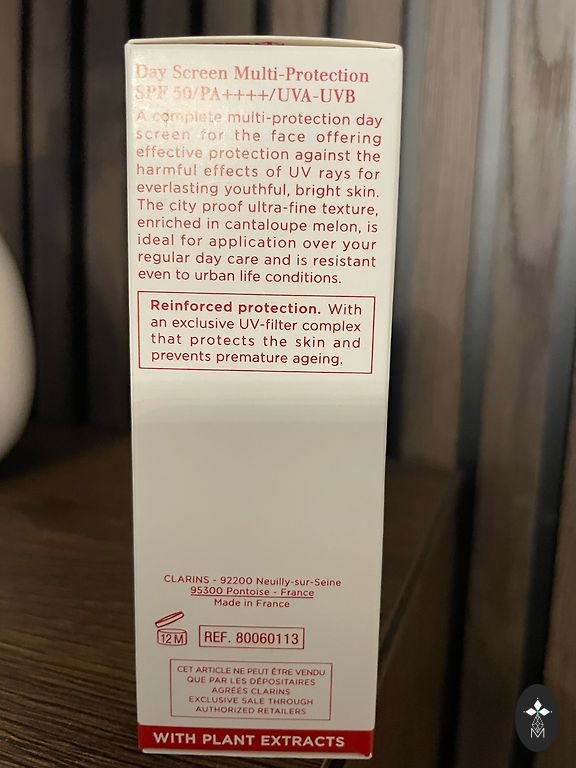 Day Screen Multi-Protection
SPF 50/PA++++/UVA-UVB
A complete multi-protection day
screen for the face offering
effective protection against the
harmful effects of UV rays for
everlasting youthful, bright skin.
The city proof ultra-fine texture,
enriched in cantaloupe melon, is
ideal for application over your
regular day care and is resistant
even to urban life conditions.
Reinforced protection. With
an exclusive UV-filter complex
that protects the skin and
prevents premature ageing.
CLARINS - 92200 Neuilly-sur-Seine
95300 Pontoise - France
Made in France
12 M
REF. 80060113
CET ARTICLE NE PEUT ÊTRE VENDU
QUE PAR LES DÉPOSITAIRES
AGRÉÉS CLARINS
EXCLUSIVE SALE THROUGH
AUTHORIZED RETAILERS
WITH PLANT EXTRACTS